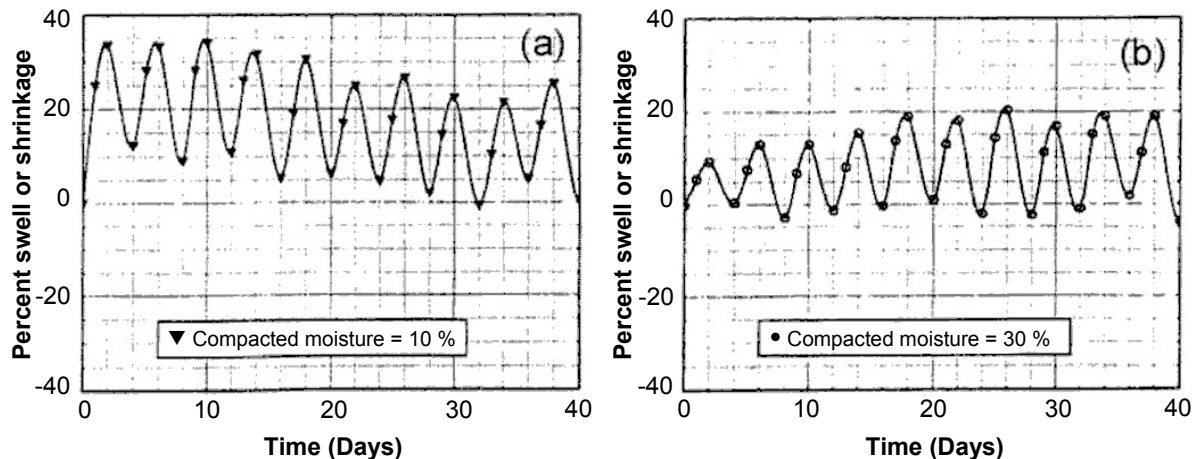 (a)
Percent swell or shrinkage
40
20
0
-20
-40
▼ Compacted moisture = 10 %
0 10 20 30 40
Time (Days)
(b)
Percent swell or shrinkage
40
20
0
-20
-40
● Compacted moisture = 30 %
0 10 20 30 40
Time (Days)